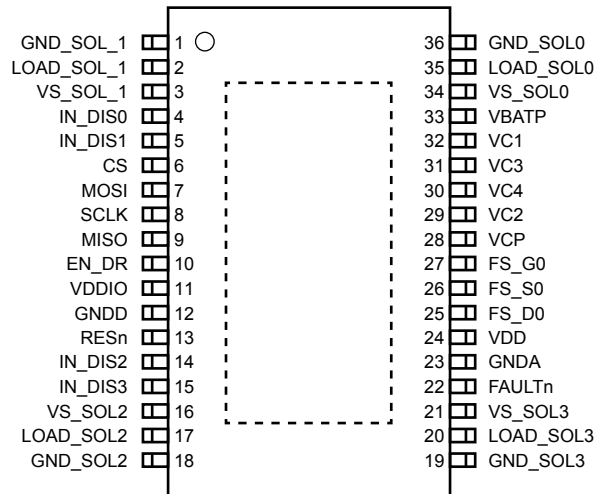 GND_SOL_1 1 36 GND_SOL0
LOAD_SOL_1 2 35 LOAD_SOL0
VS_SOL_1 3 34 VS_SOL0
IN_DIS0 4 33 VBATP
IN_DIS1 5 32 VC1
CS 6 31 VC3
MOSI 7 30 VC4
SCLK 8 29 VC2
MISO 9 28 VCP
EN_DR 10 27 FS_G0
VDDIO 11 26 FS_S0
GNDD 12 25 FS_D0
RESn 13 24 VDD
IN_DIS2 14 23 GNDA
IN_DIS3 15 22 FAULTn
VS_SOL2 16 21 VS_SOL3
LOAD_SOL2 17 20 LOAD_SOL3
GND_SOL2 18 19 GND_SOL3